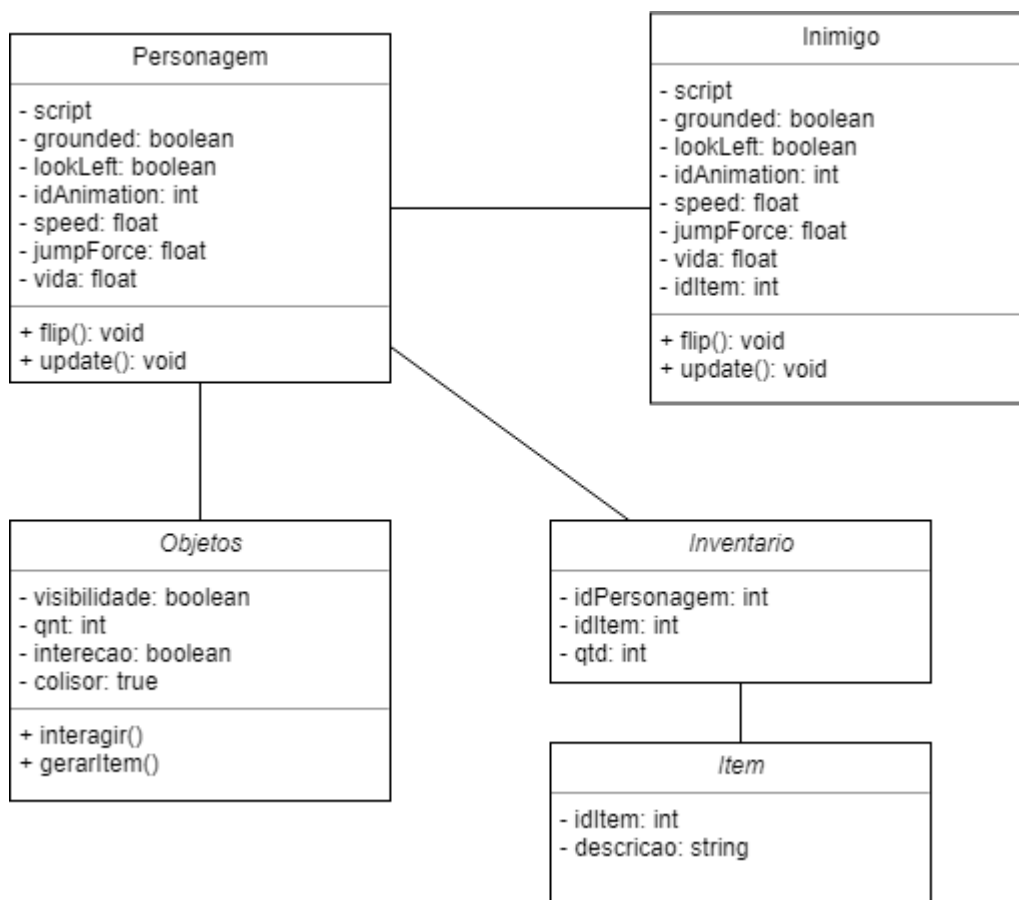 Personagem
- script
- grounded: boolean
- lookLeft: boolean
- idAnimation: int
- speed: float
- jumpForce: float
- vida: float
+ flip(): void
+ update(): void
Inimigo
- script
- grounded: boolean
- lookLeft: boolean
- idAnimation: int
- speed: float
- jumpForce: float
- vida: float
- idItem: int
+ flip(): void
+ update(): void
Objetos
- visibilidade: boolean
- qnt: int
- interecao: boolean
- colisor: true
+ interagir()
+ gerarItem()
Inventario
- idPersonagem: int
- idItem: int
- qtd: int
Item
- idItem: int
- descricao: string